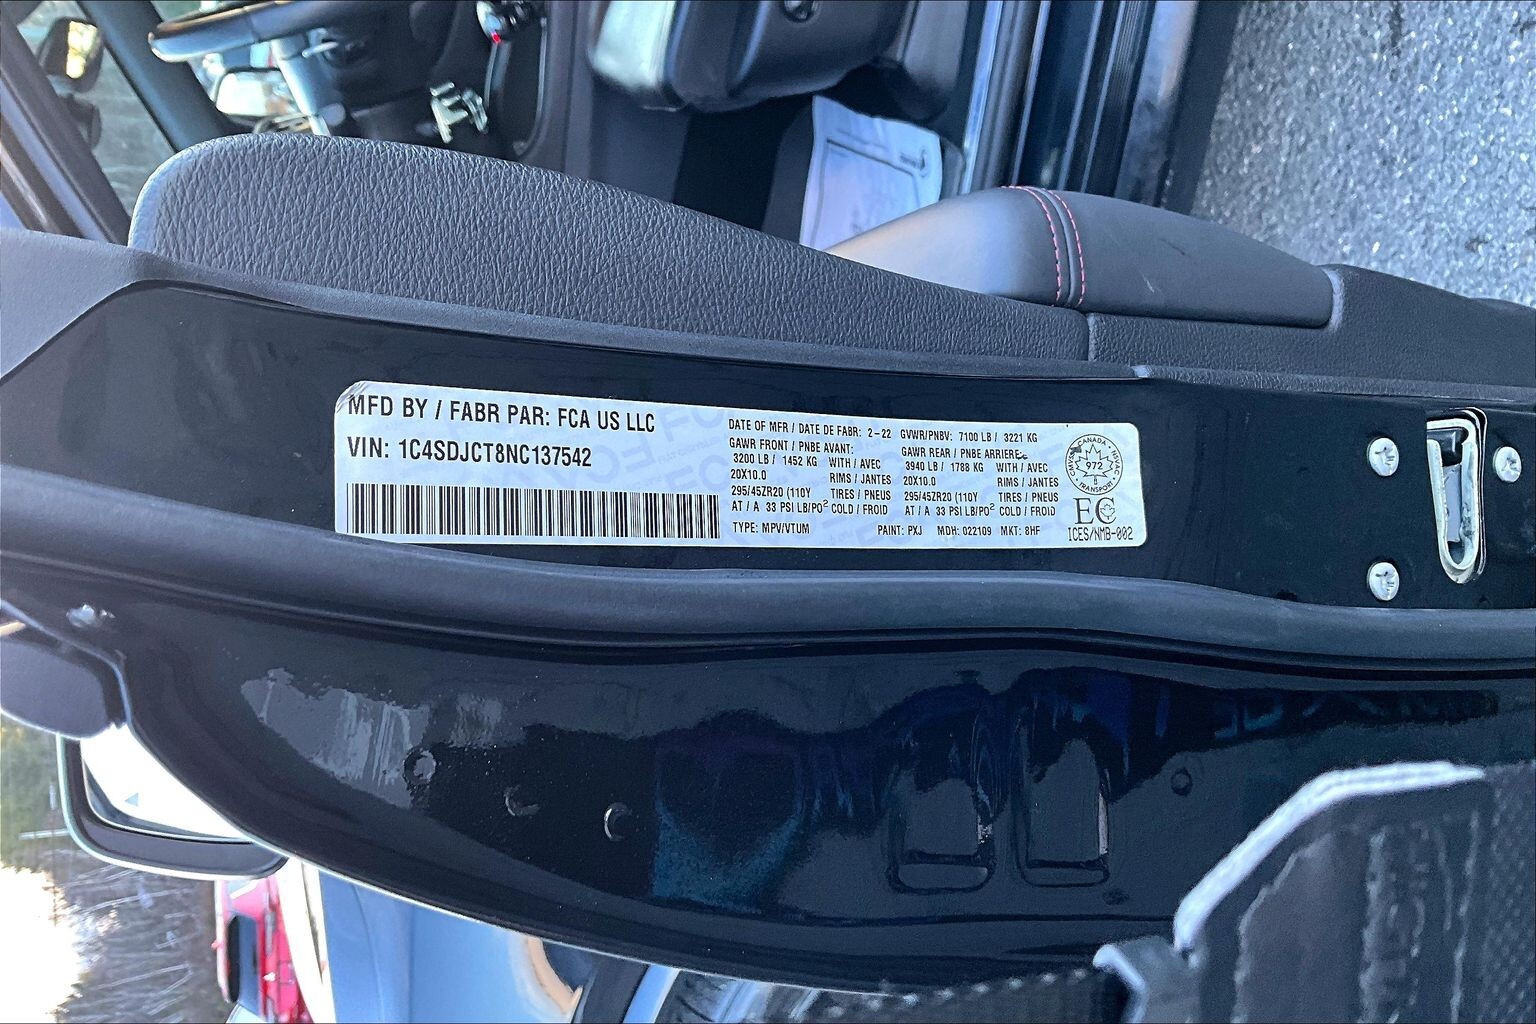 MFD BY / FABR PAR: FCA US LLC
VIN: 1C4SDJCT8NC137542
DATE OF MFR / DATE DE FABR: 2-22 GVWR/PNBV: 7100 LB / 3221 KG
GAWR FRONT / PNBE AVANT: GAWR REAR / PNBE ARRIERE:
3200 LB / 1452 KG WITH / AVEC 3940 LB / 1788 KG WITH / AVEC
20X10.0 RIMS / JANTES 20X10.0 RIMS / JANTES
295/45ZR20 (110Y TIRES / PNEUS 295/45ZR20 (110Y TIRES / PNEUS
AT / A 33 PSI LB/PO² COLD / FROID AT / A 33 PSI LB/PO² COLD / FROID
TYPE: MPV/VTUM PAINT: PXJ MDH: 022109 MKT: 8HF
CANADA
CMVSS NSVAC
972
TRANSPORT
EC
ICES/NMB-002